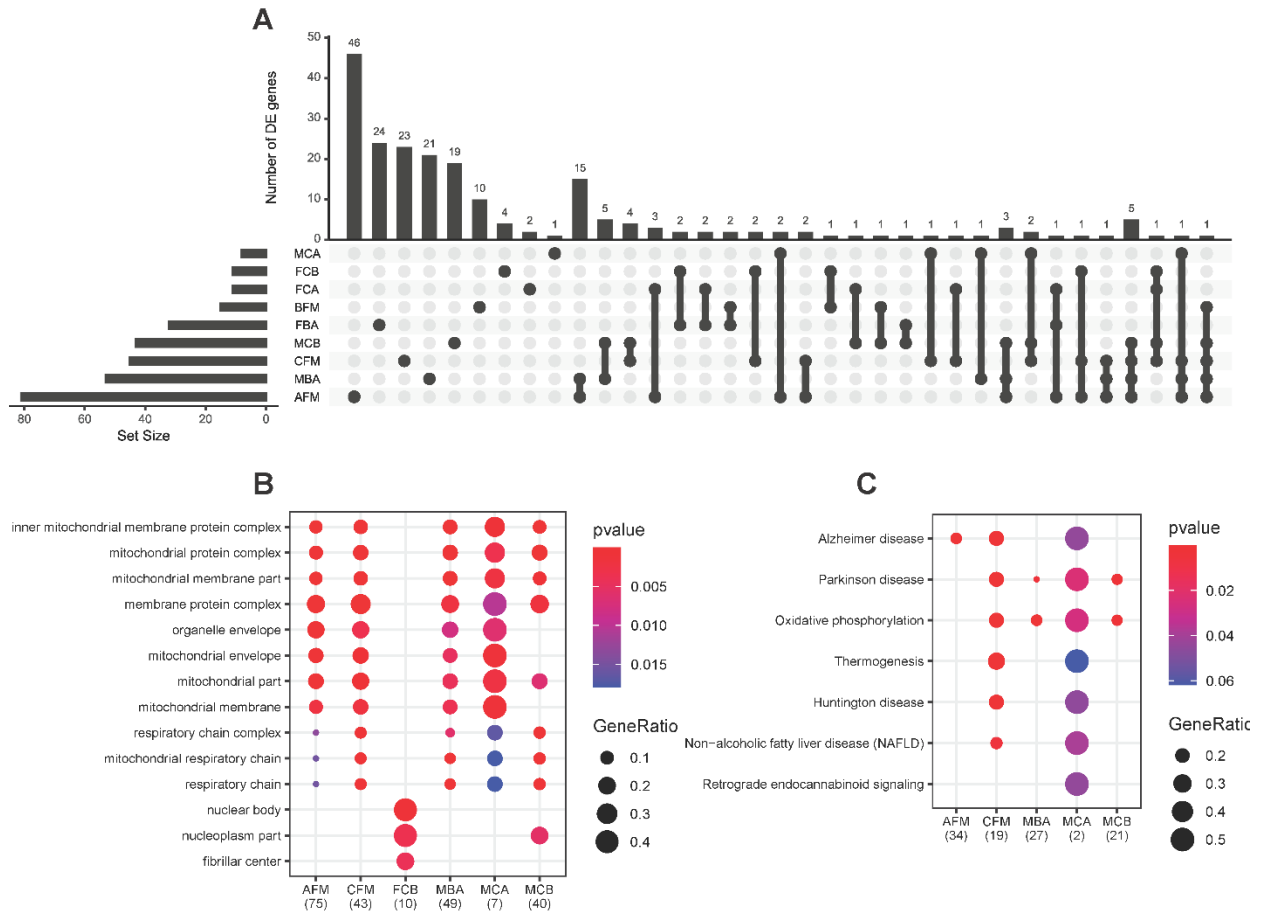 A
Number of DE genes
50
40
30
20
10
0
46 24 23 21 19 10 4 2 1 15 5 4 3 2 2 2 2 2 2 1 1 1 1 1 1 1 3 2 1 1 1 5 1 1 1
MCA
FCB
FCA
BFM
FBA
MCB
CFM
MBA
AFM
80 60 40 20 0
Set Size
B
inner mitochondrial membrane protein complex
mitochondrial protein complex
mitochondrial membrane part
membrane protein complex
organelle envelope
mitochondrial envelope
mitochondrial part
mitochondrial membrane
respiratory chain complex
mitochondrial respiratory chain
respiratory chain
nuclear body
nucleoplasm part
fibrillar center
AFM CFM FCB MBA MCA MCB
(75) (43) (10) (49) (7) (40)
pvalue
0.005
0.010
0.015
GeneRatio
0.1
0.2
0.3
0.4
C
Alzheimer disease
Parkinson disease
Oxidative phosphorylation
Thermogenesis
Huntington disease
Non−alcoholic fatty liver disease (NAFLD)
Retrograde endocannabinoid signaling
AFM CFM MBA MCA MCB
(34) (19) (27) (2) (21)
pvalue
0.02
0.04
0.06
GeneRatio
0.2
0.3
0.4
0.5